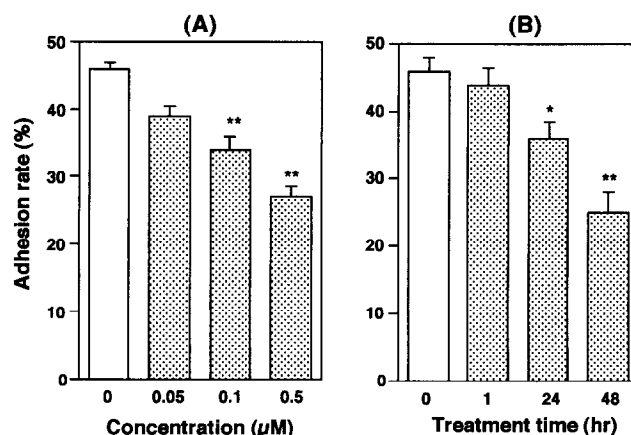 (A)
(B)
Adhesion rate (%)
50
40
30
20
10
0
**
**
0 0.05 0.1 0.5
Concentration (μM)
50
40
30
20
10
0
*
**
0 1 24 48
Treatment time (hr)